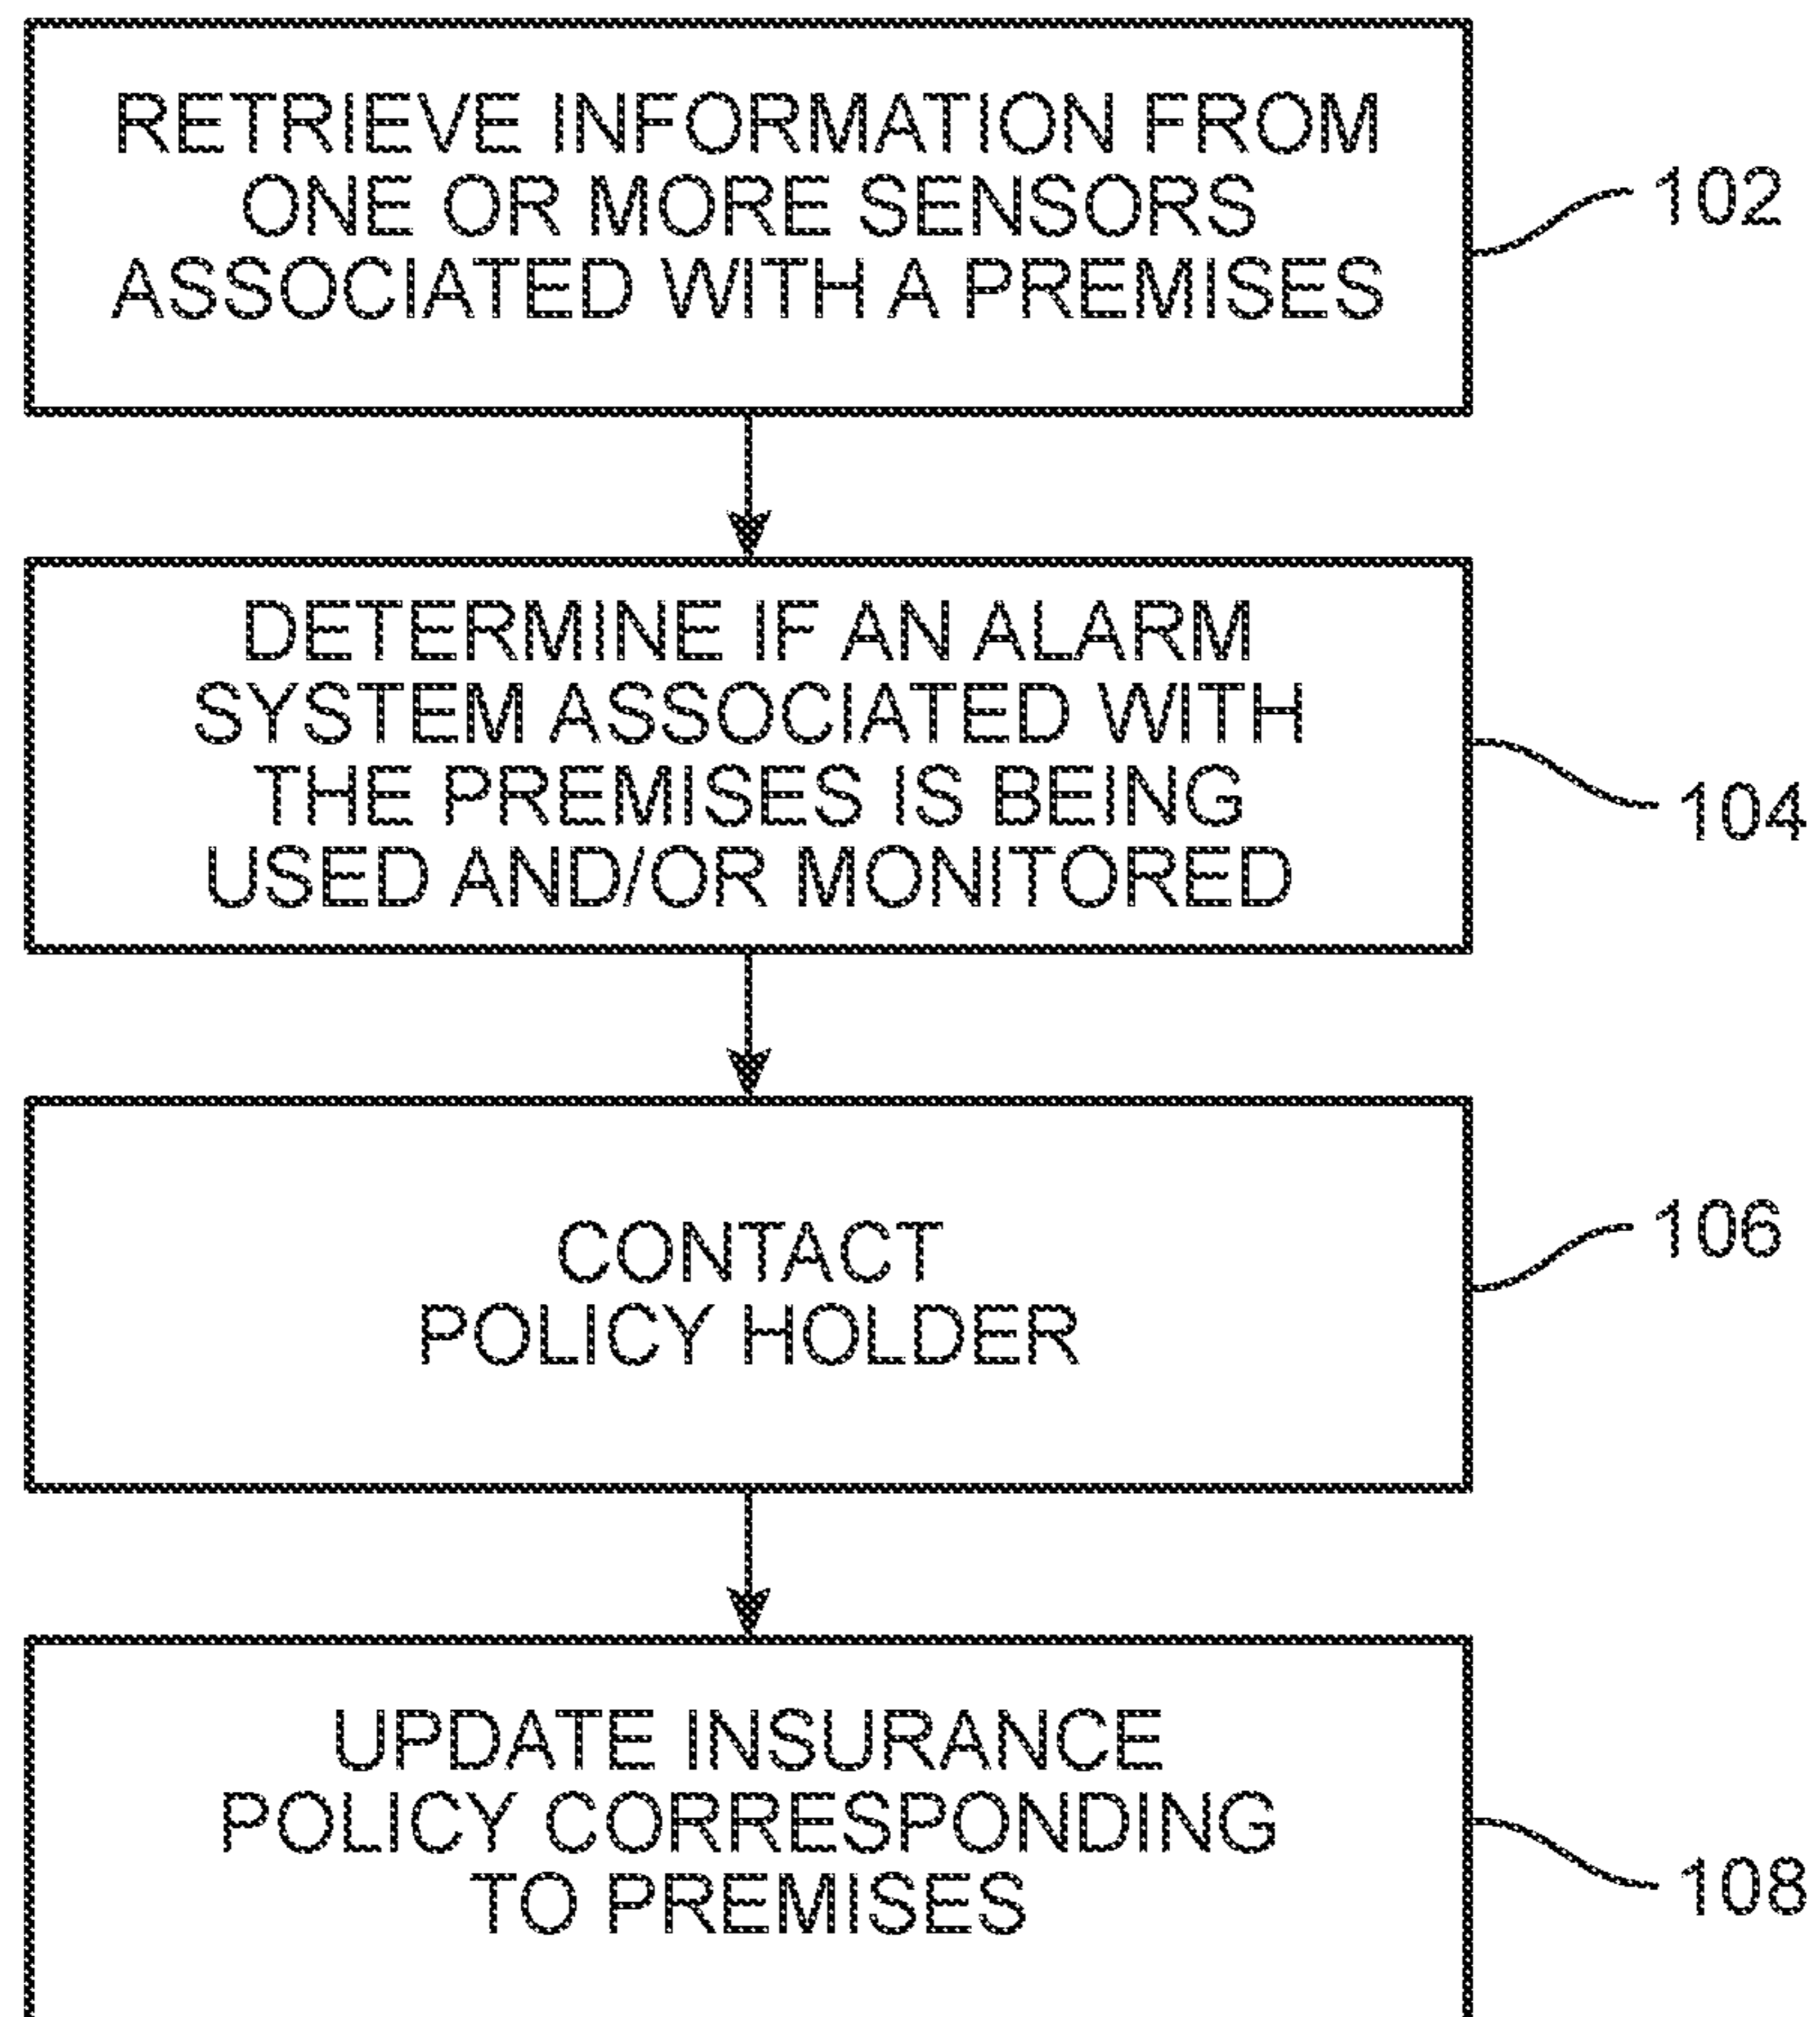 RETRIEVE INFORMATION FROM
ONE OR MORE SENSORS
ASSOCIATED WITH A PREMISES
102
DETERMINE IF AN ALARM
SYSTEM ASSOCIATED WITH
THE PREMISES IS BEING
USED AND/OR MONITORED
104
CONTACT
POLICY HOLDER
106
UPDATE INSURANCE
POLICY CORRESPONDING
TO PREMISES
108